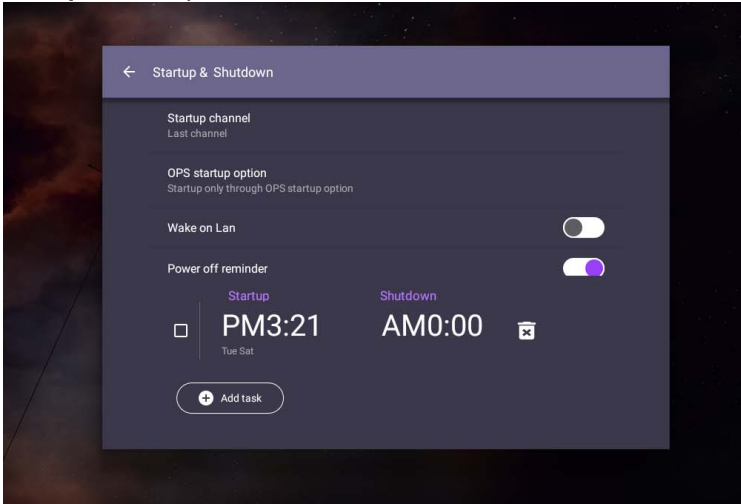 Startup & Shutdown
Startup channel
Last channel
OPS startup option
Startup only through OPS startup option
Wake on Lan
Power off reminder
Startup Shutdown
PM3:21 AM0:00
Tue Sat
Add task